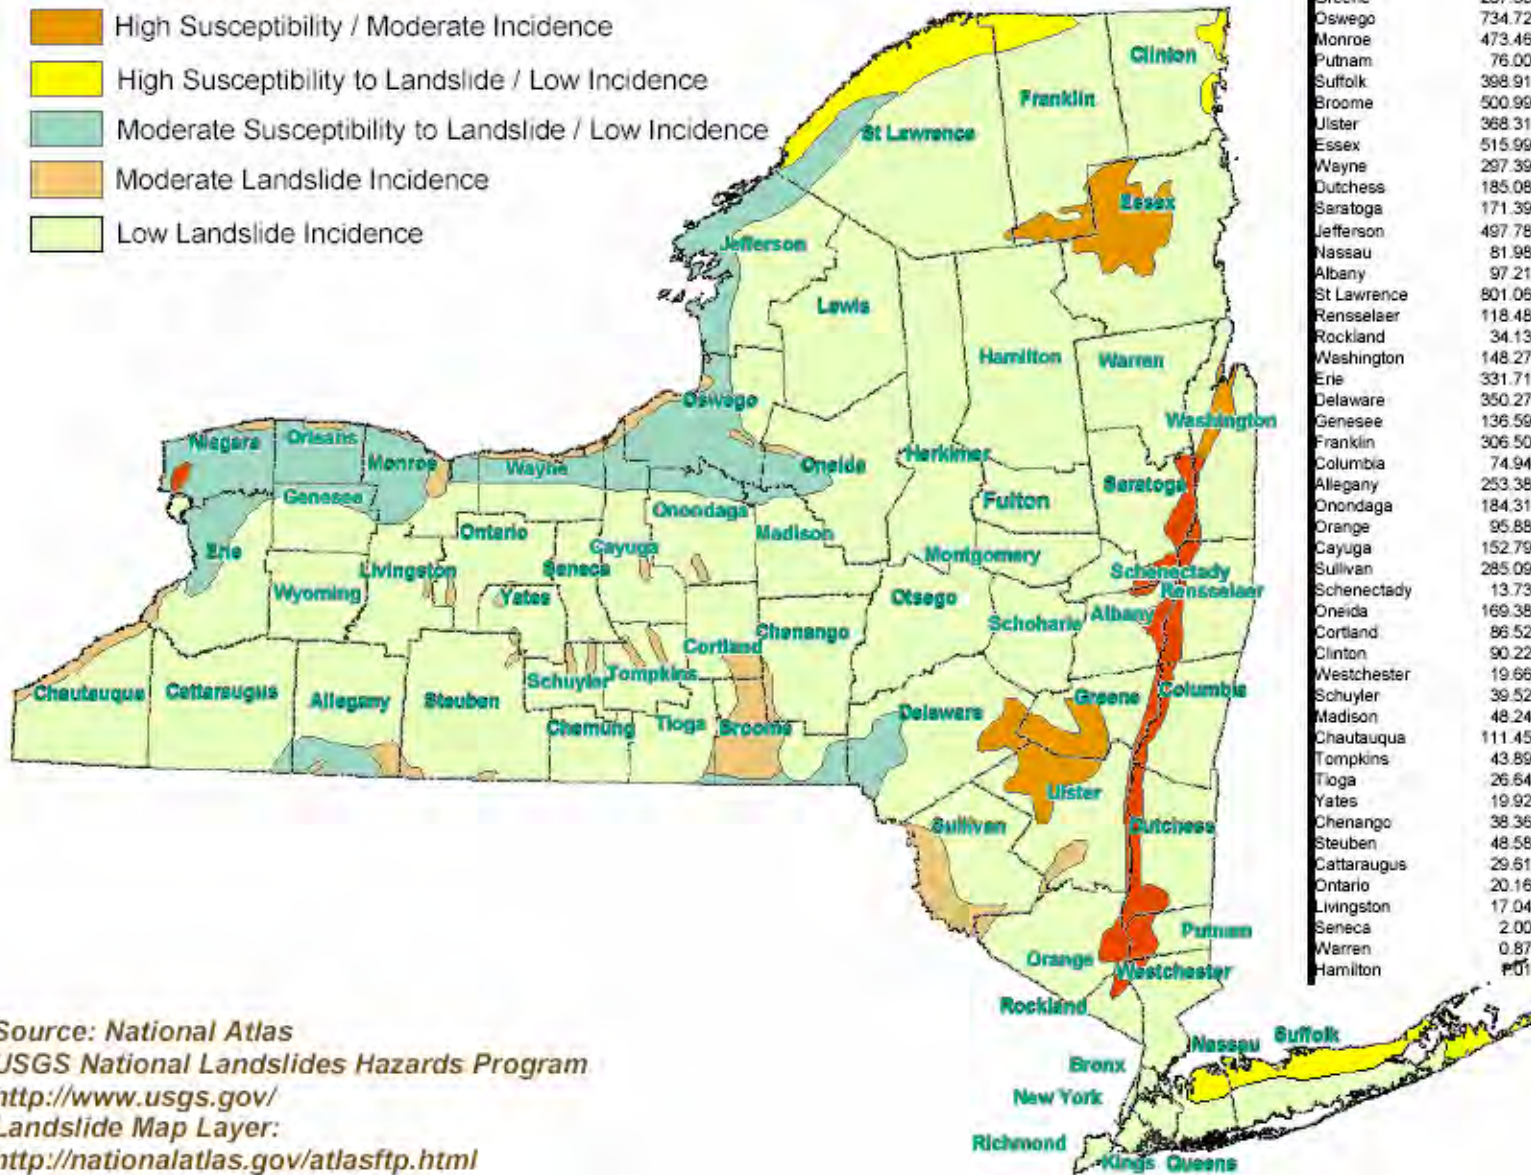 High Susceptibility / Moderate Incidence
High Susceptibility to Landslide / Low Incidence
Moderate Susceptibility to Landslide / Low Incidence
Moderate Landslide Incidence
Low Landslide Incidence
Clinton
Franklin
St Lawrence
Essex
Jefferson
Lewis
Hamilton
Warren
Oswego
Washington
Niagara
Orleans
Monroe
Wayne
Oneida
Herkimer
Genesee
Saratoga
Fulton
Onondaga
Ontario
Madison
Erie
Cayuga
Montgomery
Livingston
Seneca
Schenectady
Wyoming
Yates
Otsego
Rensselaer
Albany
Schoharie
Chenango
Cortland
Schuyler
Tompkins
Chautauque
Cattaraugus
Allegany
Steuben
Greene
Columbia
Delaware
Chemung
Tioga
Broome
Ulster
Sullivan
Dutchess
Putnam
Orange
Westchester
Rockland
Nassau
Suffolk
Bronx
New York
Richmond
Kings
Queens
Oswego 734.72
Monroe 473.46
Putnam 76.00
Suffolk 398.91
Broome 500.99
Ulster 368.31
Essex 515.99
Wayne 297.39
Dutchess 185.08
Saratoga 171.39
Jefferson 497.78
Nassau 81.98
Albany 97.21
St Lawrence 801.06
Rensselaer 118.48
Rockland 34.13
Washington 148.27
Erie 331.71
Delaware 350.27
Genesee 136.59
Franklin 306.50
Columbia 74.94
Allegany 253.38
Onondaga 184.31
Orange 95.88
Cayuga 152.79
Sullivan 285.09
Schenectady 13.73
Oneida 169.38
Cortland 86.52
Clinton 90.22
Westchester 19.66
Schuyler 39.52
Madison 48.24
Chautauqua 111.45
Tompkins 43.89
Tioga 26.64
Yates 19.92
Chenango 38.36
Steuben 48.58
Cattaraugus 29.61
Ontario 20.16
Livingston 17.04
Seneca 2.00
Warren 0.87
Hamilton
Source: National Atlas
USGS National Landslides Hazards Program
http://www.usgs.gov/
Landslide Map Layer:
http://nationalatlas.gov/atlasftp.html